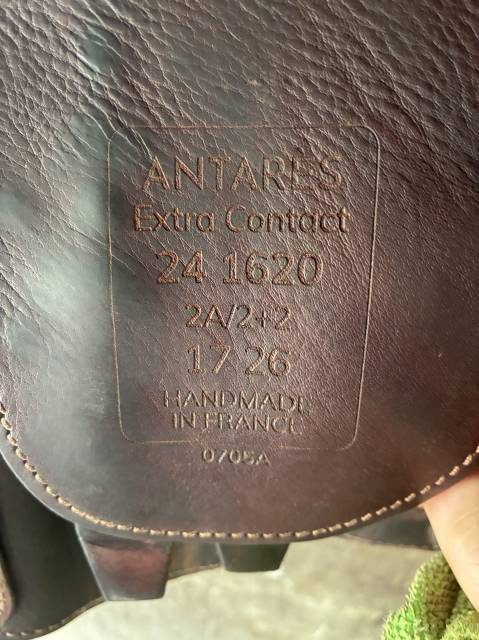 ANTARES
Extra Contact
24 1620
2A/2+2
17 26
HANDMADE
IN FRANCE
0705A